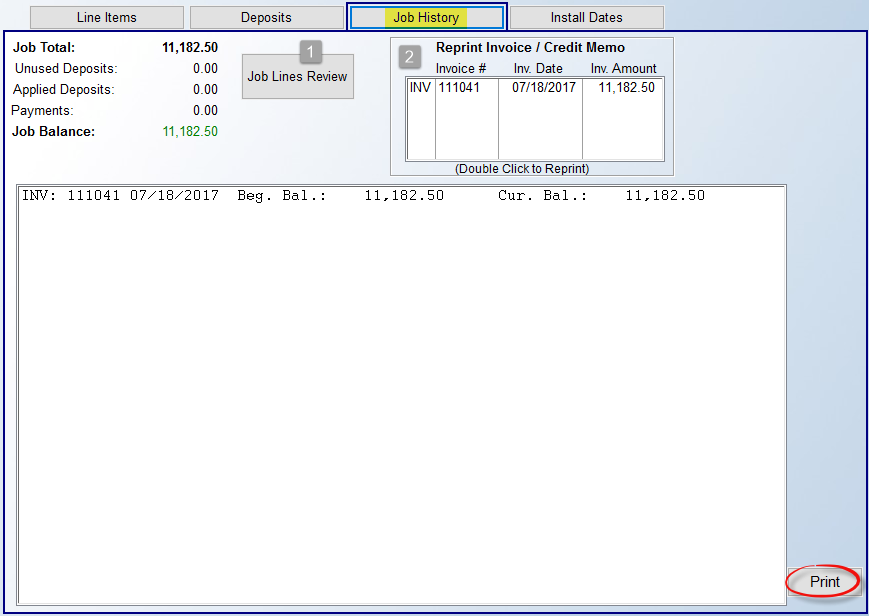 Line Items Deposits Job History Install Dates
Job Total: 11,182.50
Unused Deposits: 0.00
Applied Deposits: 0.00
Payments: 0.00
Job Balance: 11,182.50
1
Job Lines Review
2
Reprint Invoice / Credit Memo
Invoice # Inv. Date Inv. Amount
INV 111041 07/18/2017 11,182.50
(Double Click to Reprint)
INV: 111041 07/18/2017 Beg. Bal.: 11,182.50 Cur. Bal.: 11,182.50
Print